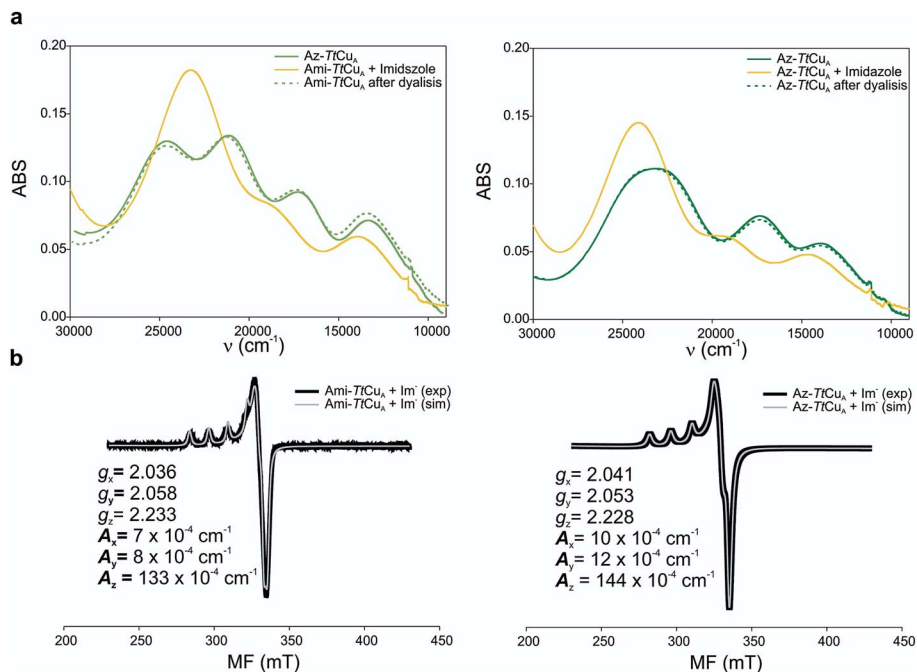 a
0.20
0.15
0.10
0.05
0.00
ABS
Az-TtCuA
Ami-TtCuA + Imidszole
Ami-TtCuA after dyalisis
30000 25000 20000 15000 10000
ν (cm-1)
0.20
0.15
0.10
0.05
0.00
ABS
Az-TtCuA
Az-TtCuA + Imidazole
Az-TtCuA after dyalisis
30000 25000 20000 15000 10000
ν (cm-1)
b
Ami-TtCuA + Im- (exp)
Ami-TtCuA + Im- (sim)
gx= 2.036
gy= 2.058
gz= 2.233
Ax= 7 x 10-4 cm-1
Ay= 8 x 10-4 cm-1
Az = 133 x 10-4 cm-1
200 250 300 350 400 450
MF (mT)
Az-TtCuA + Im- (exp)
Az-TtCuA + Im- (sim)
gx= 2.041
gy= 2.053
gz= 2.228
Ax= 10 x 10-4 cm-1
Ay= 12 x 10-4 cm-1
Az = 144 x 10-4 cm-1
200 250 300 350 400 450
MF (mT)